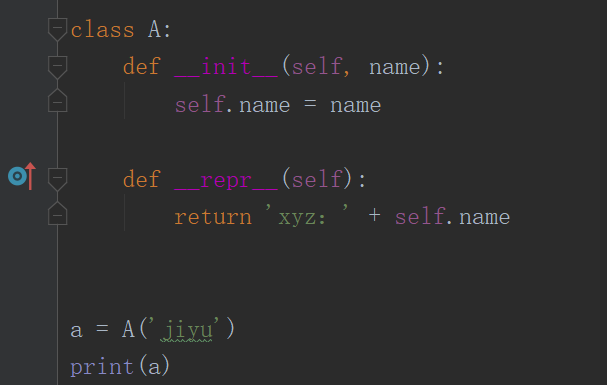 class A:
    def __init__(self, name):
        self.name = name
    def __repr__(self):
        return 'xyz: ' + self.name
a = A('jiyu')
print(a)